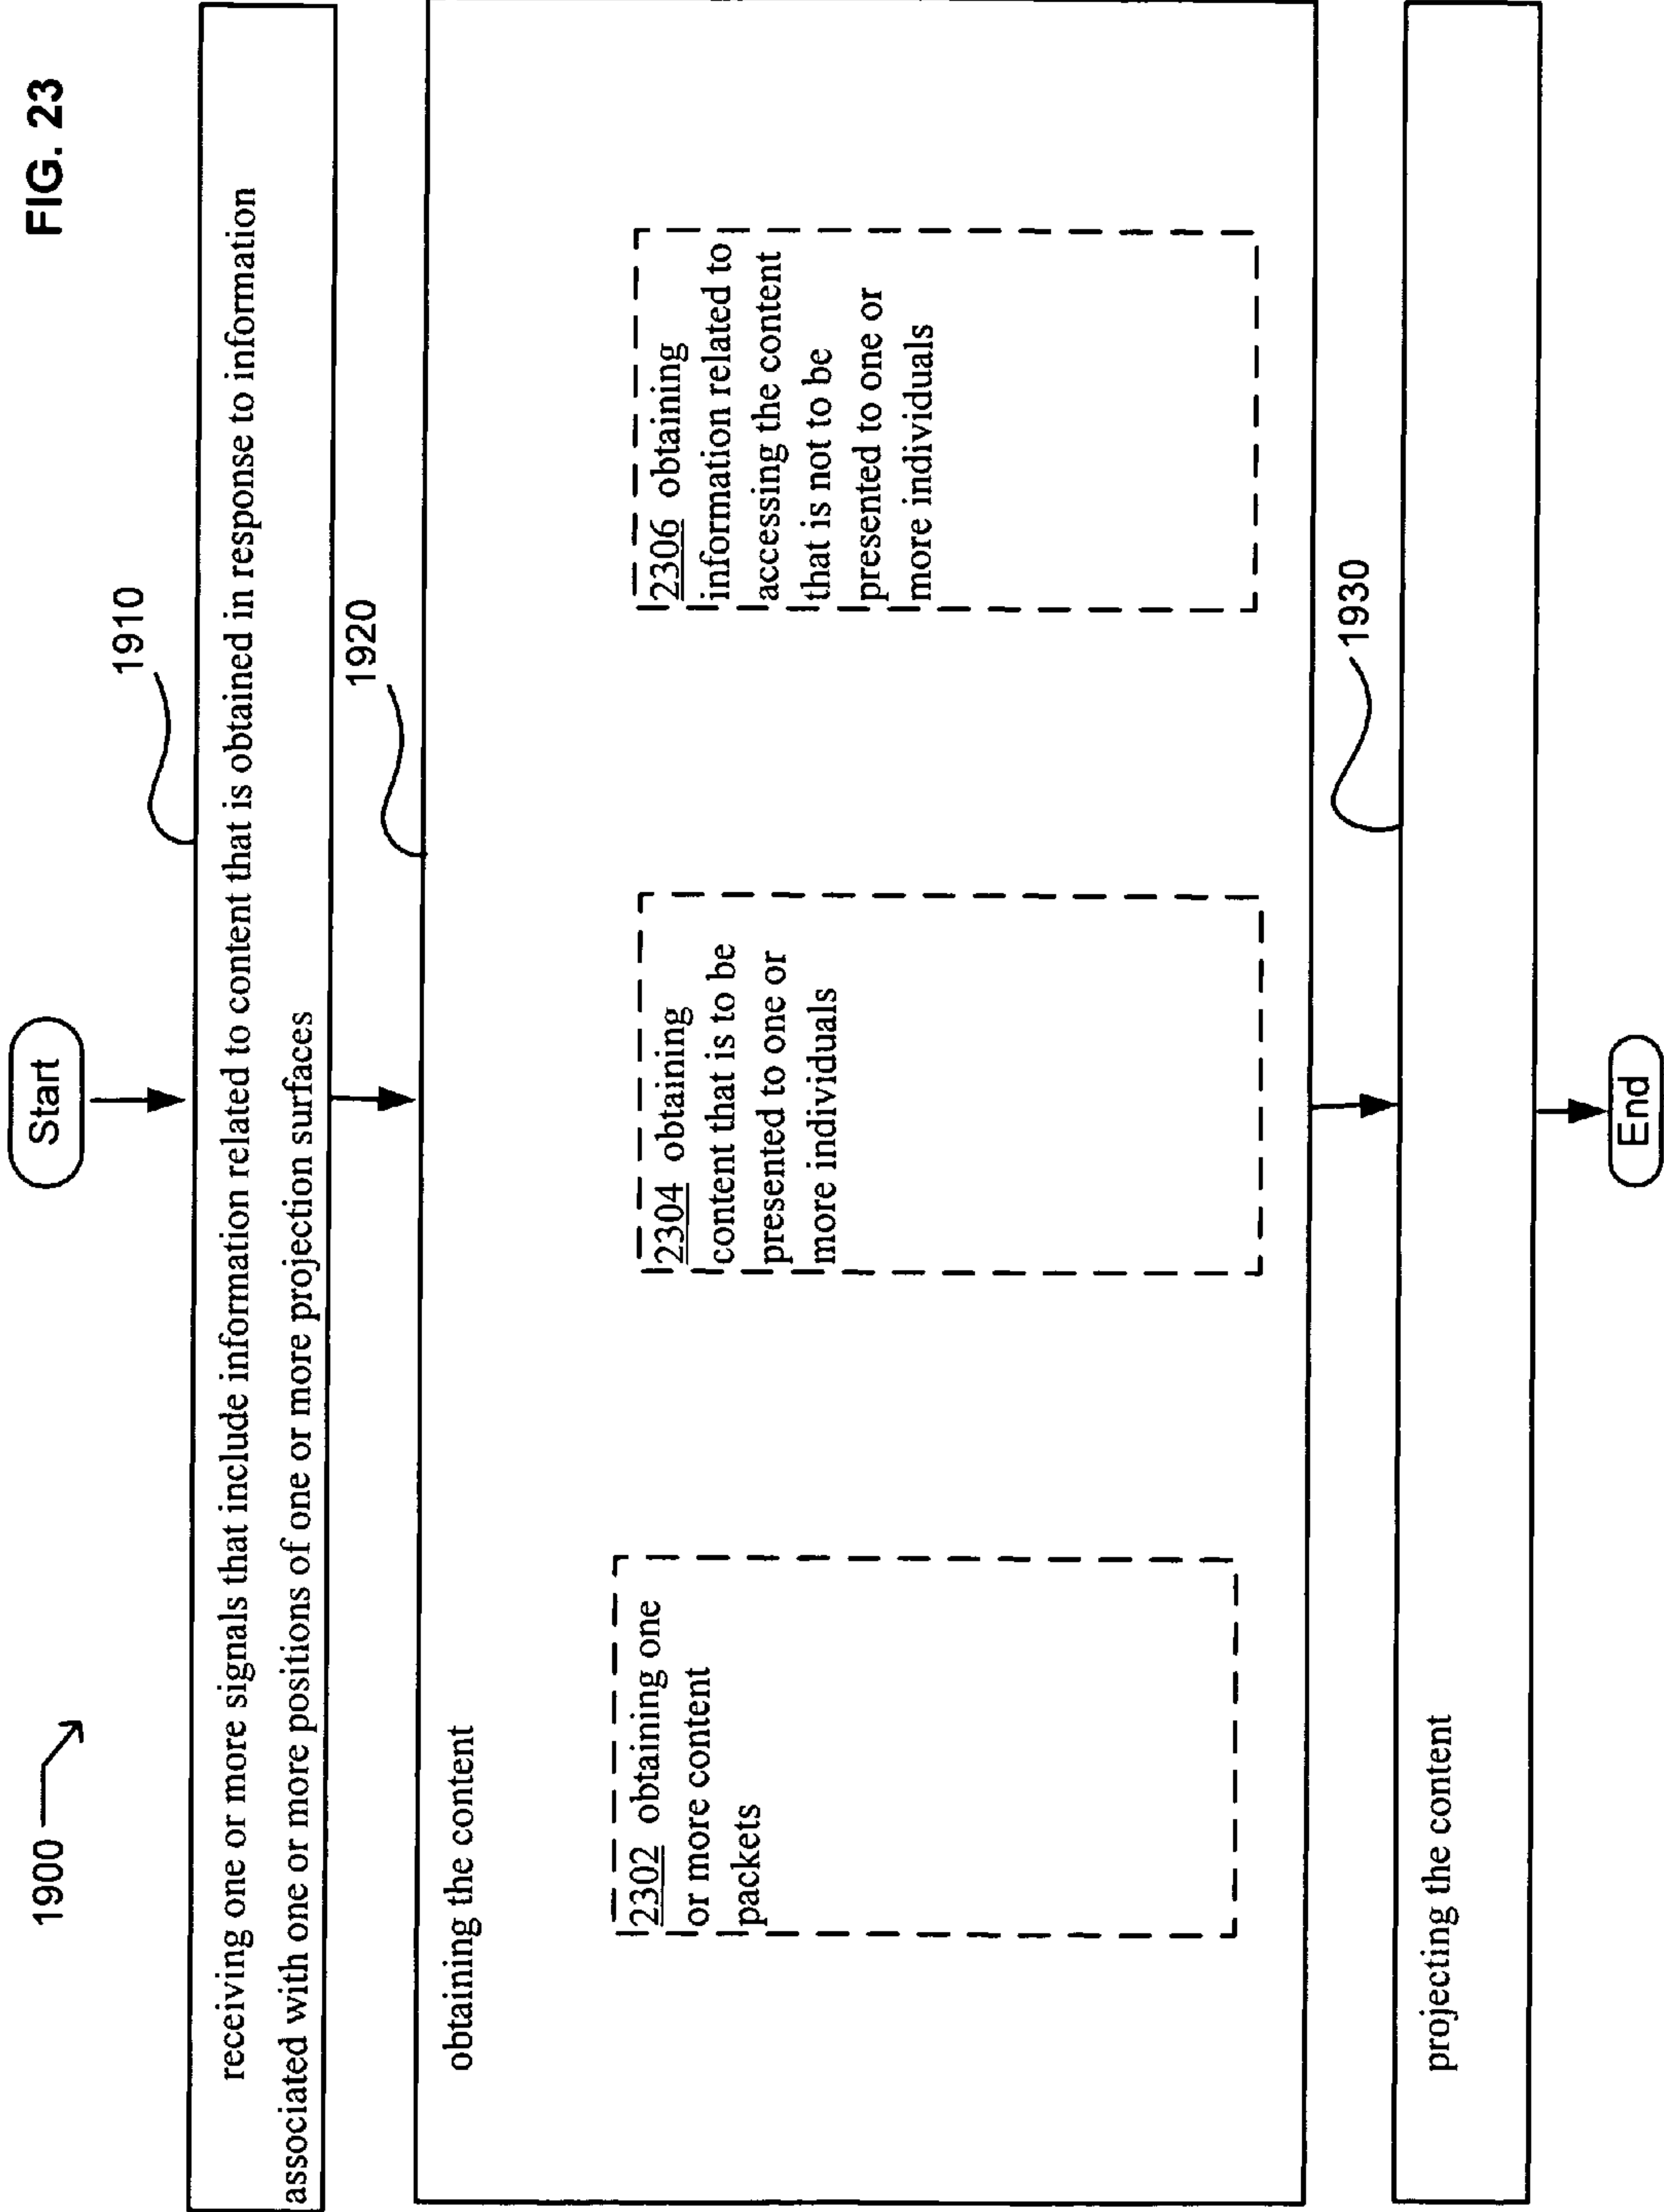 FIG. 23
1900
Start
1910
receiving one or more signals that include information related to content that is obtained in response to information
associated with one or more positions of one or more projection surfaces
1920
obtaining the content
2302 obtaining one
or more content
packets
2304 obtaining
content that is to be
presented to one or
more individuals
2306 obtaining
information related to
accessing the content
that is not to be
presented to one or
more individuals
1930
projecting the content
End